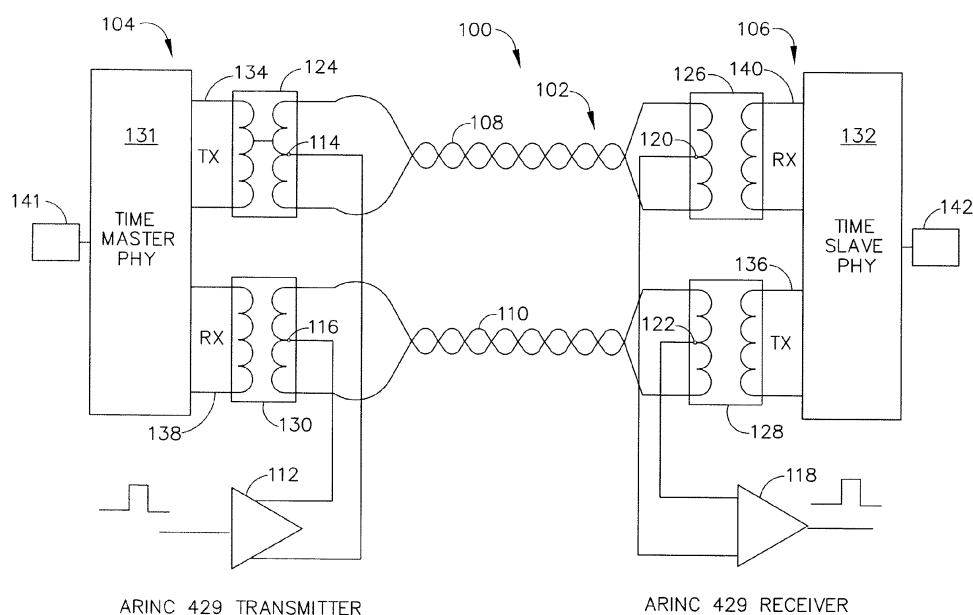 104
100
106
134
124
126
140
102
131
108
120
132
114
TX
RX
141
142
TIME
MASTER
PHY
TIME
SLAVE
PHY
136
110
RX
116
122
TX
138
130
128
112
118
ARINC 429 TRANSMITTER
ARINC 429 RECEIVER